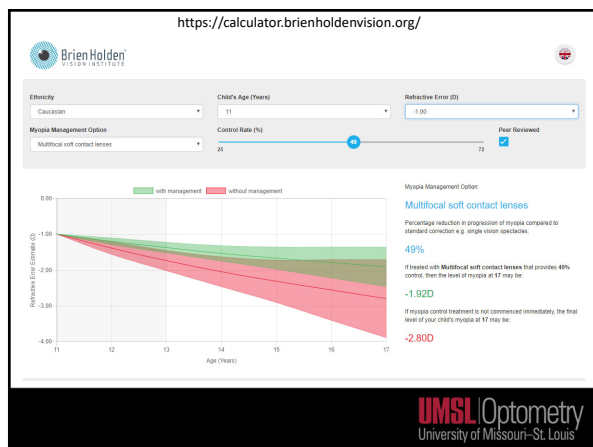 https://calculator.brienholdenvision.org/
Brien Holden
VISION INSTITUTE
Ethnicity
Child's Age (Years)
Refractive Error (D)
Caucasian
11
-1.00
Myopia Management Option
Control Rate (%)
Peer Reviewed
Multifocal soft contact lenses
49
25
72
with management
without management
Myopia Management Option:
Multifocal soft contact lenses
Percentage reduction in progression of myopia compared to
standard correction e.g. single vision spectacles.
49%
If treated with Multifocal soft contact lenses that provides 49%
control, then the level of myopia at 17 may be:
-1.92D
If myopia control treatment is not commenced immediately, the final
level of your child's myopia at 17 may be:
-2.80D
Refractive Error Estimate (D)
0.00
-1.00
-2.00
-3.00
-4.00
11
12
13
14
15
16
17
Age (Years)
UMSL Optometry
University of Missouri–St. Louis